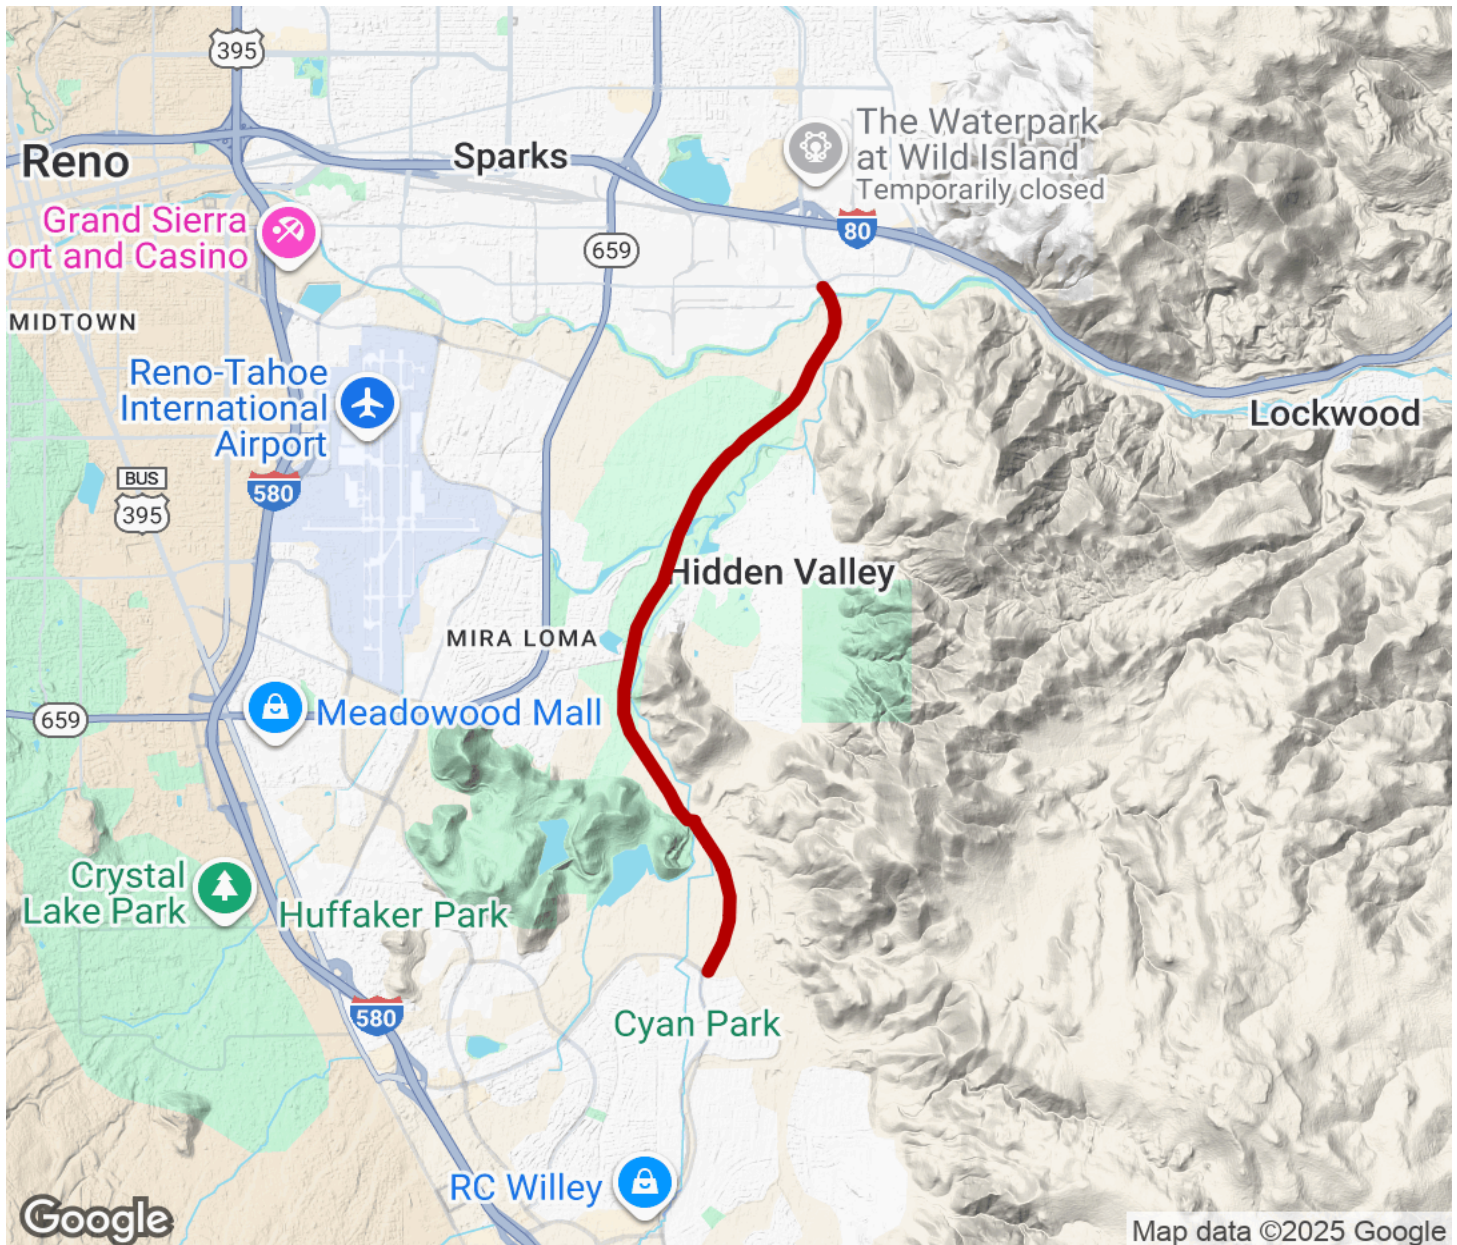 395
The Waterpark
at Wild Island
Temporarily closed
Reno
Sparks
Grand Sierra
ort and Casino
80
659
MIDTOWN
Reno-Tahoe
International
Airport
Lockwood
BUS
395
580
Hidden Valley
MIRA LOMA
659
Meadowood Mall
Crystal
Lake Park
Huffaker Park
580
Cyan Park
RC Willey
Google
Map data ©2025 Google